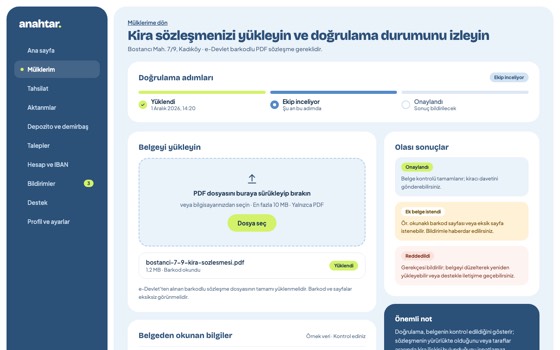 anahtar.
Ana sayfa
Mülklerim
Tahsilat
Aktarımlar
Depozito ve demirbaş
Talepler
Hesap ve IBAN
Bildirimler 3
Destek
Profil ve ayarlar
Mülklerime dön
Kira sözleşmenizi yükleyin ve doğrulama durumunu izleyin
Bostancı Mah. 7/9, Kadıköy · e-Devlet barkodlu PDF sözleşme gereklidir.
Doğrulama adımları
Ekip inceliyor
Yüklendi
1 Aralık 2026, 14:20
Ekip inceliyor
Şu an bu adımda
Onaylandı
Sonuç bildirilecek
Belgeyi yükleyin
PDF dosyasını buraya sürükleyip bırakın
veya bilgisayarınızdan seçin · En fazla 10 MB · Yalnızca PDF
Dosya seç
bostanci-7-9-kira-sozlesmesi.pdf
1,2 MB · Barkod okundu
Yüklendi
e-Devlet'ten alınan barkodlu sözleşme dosyasının tamamı yüklenmelidir. Barkod ve sayfalar
eksiksiz görünmelidir.
Belgeden okunan bilgiler
Örnek veri · Kontrol ediniz
Olası sonuçlar
Onaylandı
Belge kontrolü tamamlanır; kiracı davetini
gönderebilirsiniz.
Ek belge istendi
Ör. okunaklı barkod sayfası veya eksik sayfa
istenebilir. Bildirimle haberdar edilirsiniz.
Reddedildi
Gerekçesi bildirilir; belgeyi düzelterek yeniden
yükleyebilir veya destekle iletişime geçebilirsiniz.
Önemli not
Doğrulama, belgenin kontrol edildiğini gösterir;
sözleşmenin yürürlükte olduğunu veya taraflar